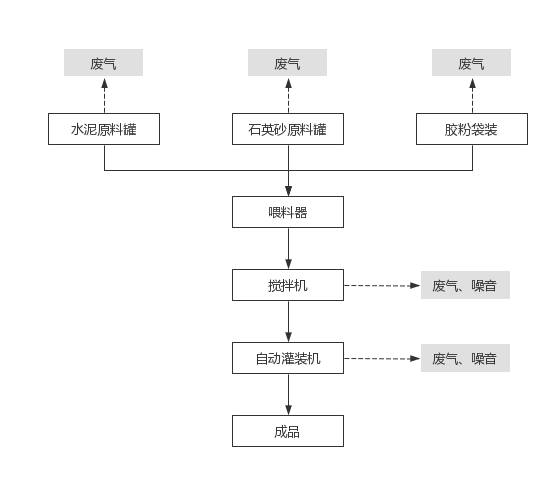 废气
废气
废气
水泥原料罐
石英砂原料罐
胶粉袋装
喂料器
搅拌机
废气、噪音
自动灌装机
废气、噪音
成品